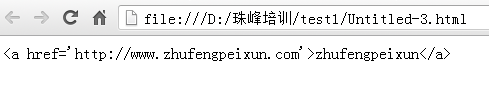 file:///D:/珠峰培训/test1/Untitled-3.html
<a href='http://www.zhufengpeixun.com'>zhufengpeixun</a>